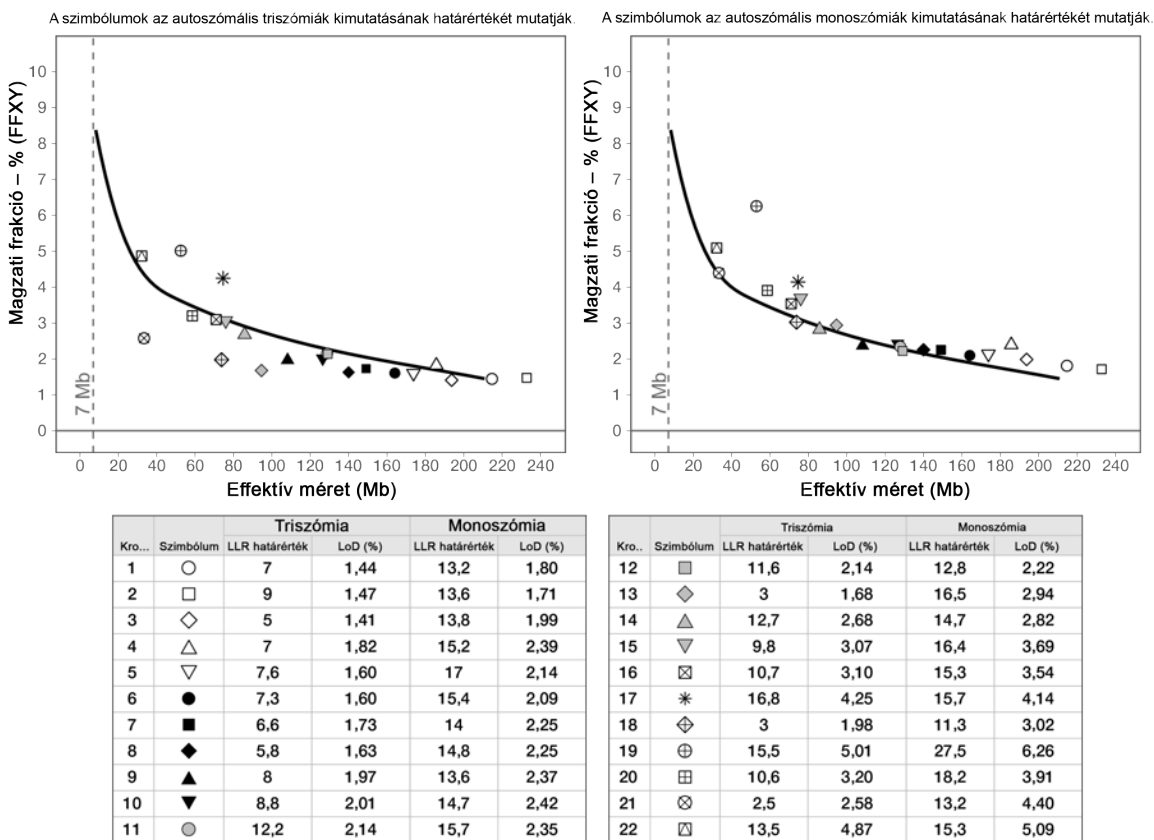 A szimbólumok az autoszómális triszómiák kimutatásának határértékét mutatják.
A szimbólumok az autoszómális monoszómiák kimutatásának határértékét mutatják.
Magzati frakció – % (FFXY)
10
9
8
7
6
5
4
3
2
1
0
7 Mb
0 20 40 60 80 100 120 140 160 180 200 220 240
Effektív méret (Mb)
Magzati frakció – % (FFXY)
10
9
8
7
6
5
4
3
2
1
0
7 Mb
0 20 40 60 80 100 120 140 160 180 200 220 240
Effektív méret (Mb)
Triszómia Monoszómia
Kro... Szimbólum LLR határérték LoD (%) LLR határérték LoD (%)
1 7 1,44 13,2 1,80
2 9 1,47 13,6 1,71
3 5 1,41 13,8 1,99
4 7 1,82 15,2 2,39
5 7,6 1,60 17 2,14
6 7,3 1,60 15,4 2,09
7 6,6 1,73 14 2,25
8 5,8 1,63 14,8 2,25
9 8 1,97 13,6 2,37
10 8,8 2,01 14,7 2,42
11 12,2 2,14 15,7 2,35
Triszómia Monoszómia
Kro.. Szimbólum LLR határérték LoD (%) LLR határérték LoD (%)
12 11,6 2,14 12,8 2,22
13 3 1,68 16,5 2,94
14 12,7 2,68 14,7 2,82
15 9,8 3,07 16,4 3,69
16 10,7 3,10 15,3 3,54
17 16,8 4,25 15,7 4,14
18 3 1,98 11,3 3,02
19 15,5 5,01 27,5 6,26
20 10,6 3,20 18,2 3,91
21 2,5 2,58 13,2 4,40
22 13,5 4,87 15,3 5,09